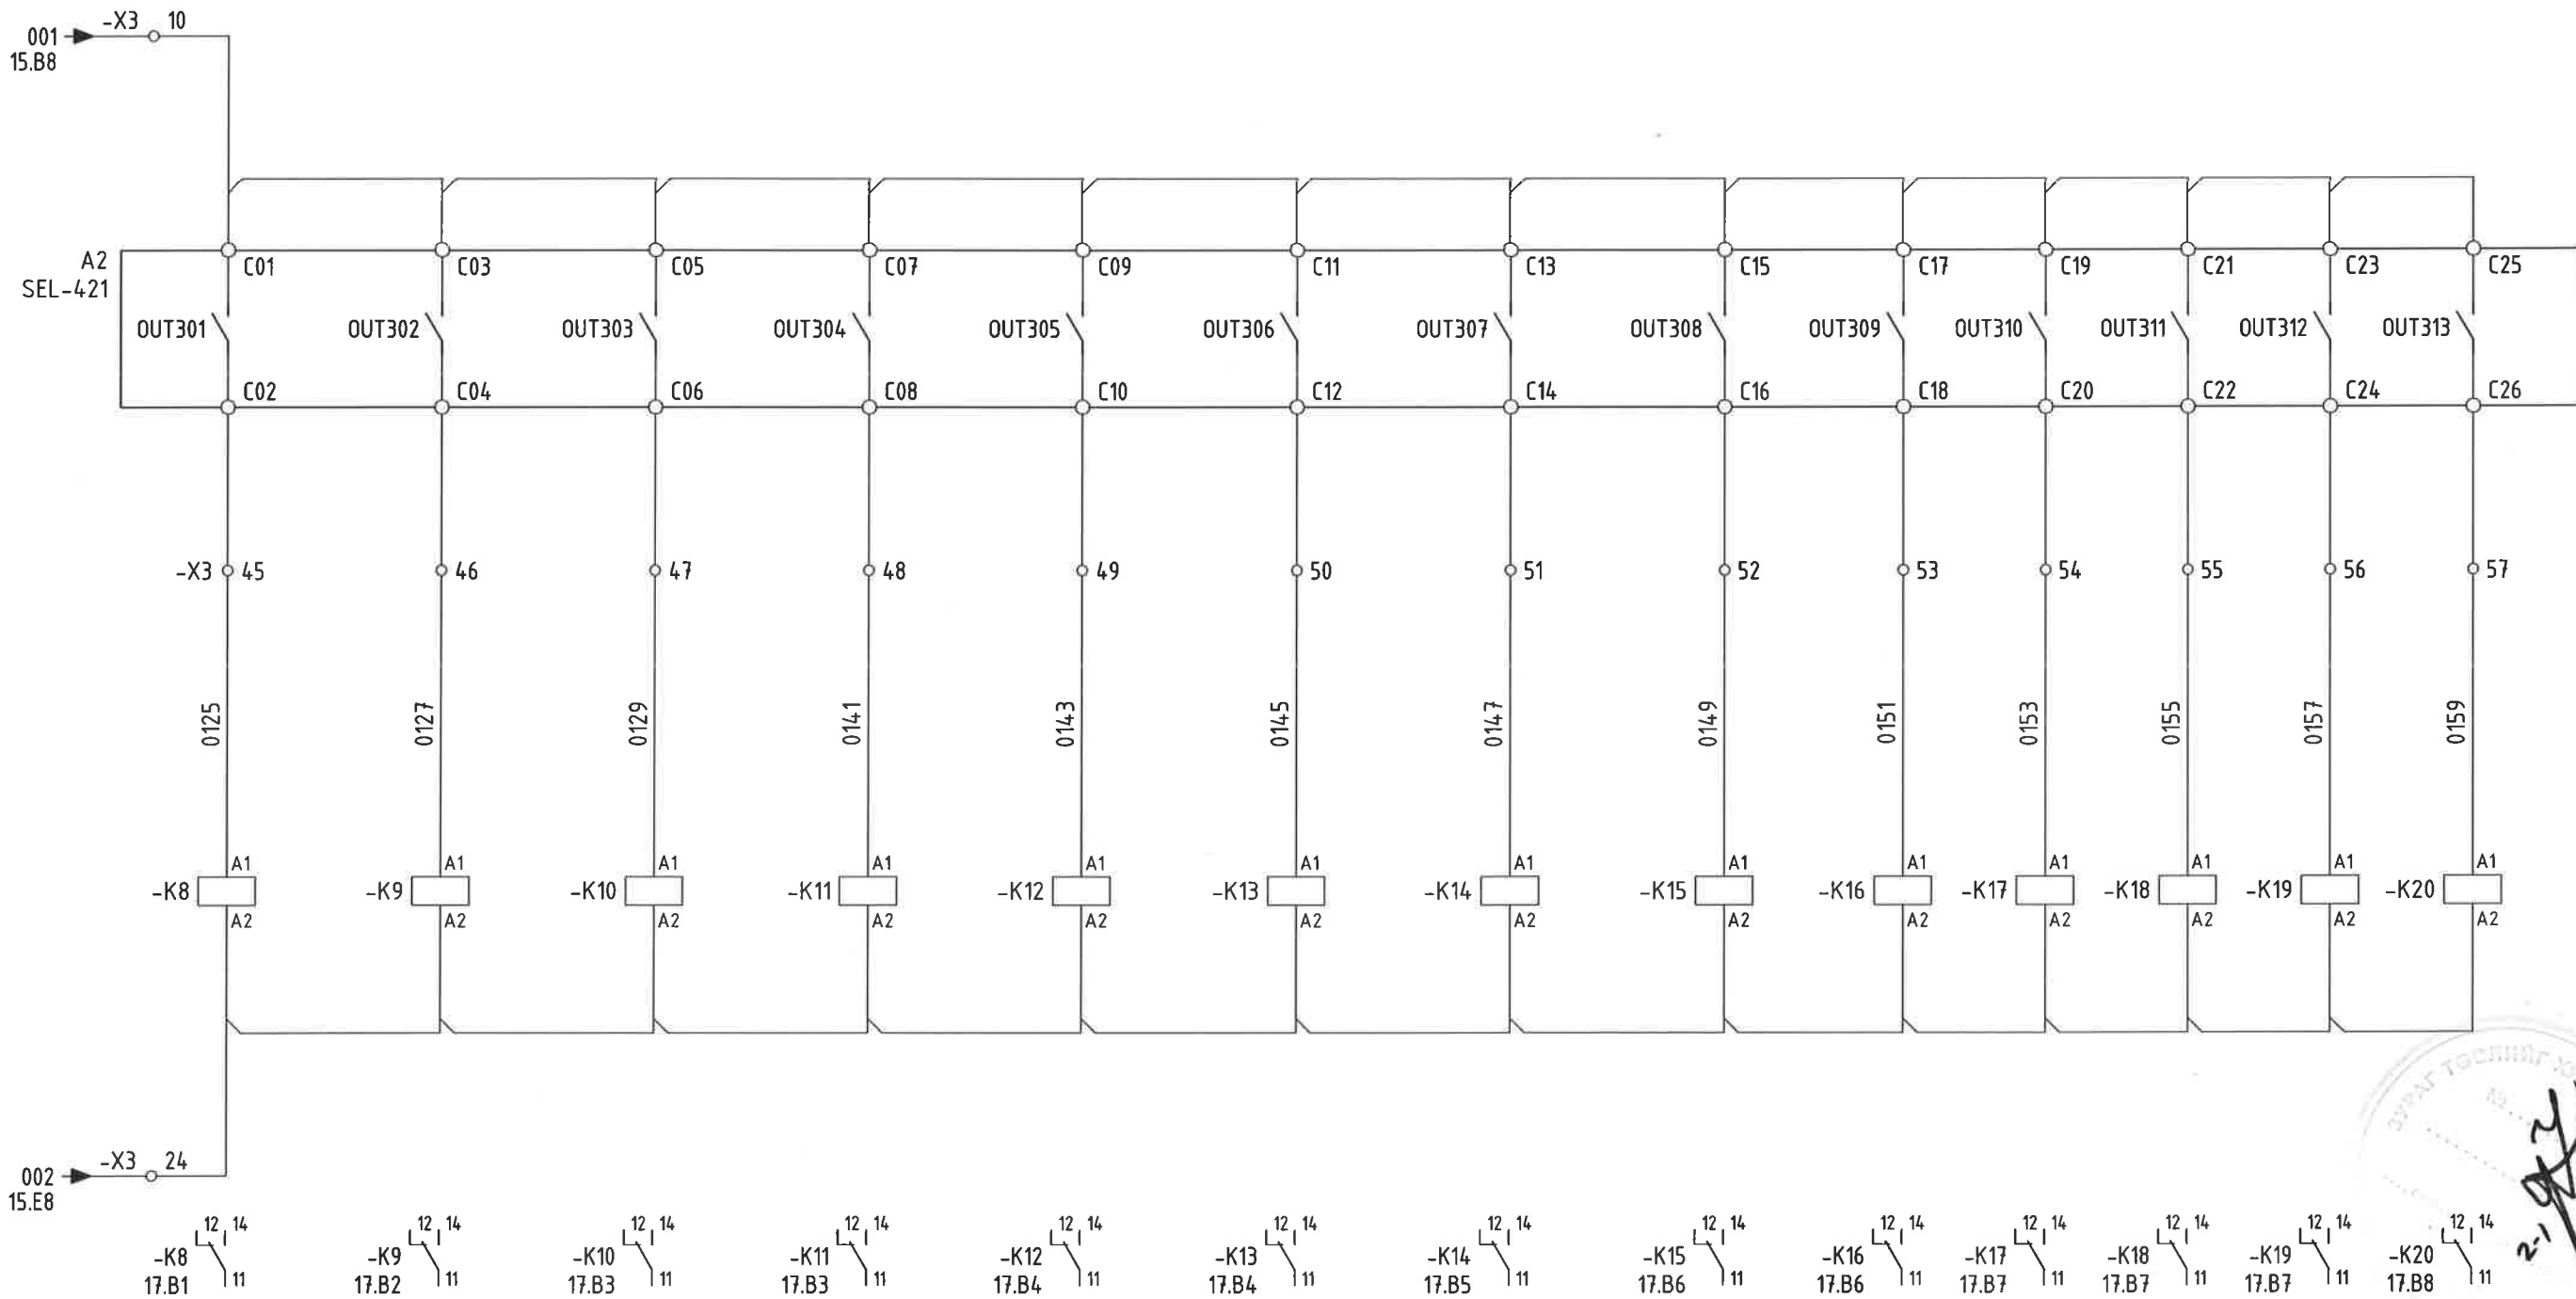 -X3 10
001
15.B8
A2
SEL-421
C01 C03 C05 C07 C09 C11 C13 C15 C17 C19 C21 C23 C25
OUT301 OUT302 OUT303 OUT304 OUT305 OUT306 OUT307 OUT308 OUT309 OUT310 OUT311 OUT312 OUT313
C02 C04 C06 C08 C10 C12 C14 C16 C18 C20 C22 C24 C26
-X3 45 46 47 48 49 50 51 52 53 54 55 56 57
0125 0127 0129 0141 0143 0145 0147 0149 0151 0153 0155 0157 0159
A1 A1 A1 A1 A1 A1 A1 A1 A1 A1 A1 A1 A1
-K8 -K9 -K10 -K11 -K12 -K13 -K14 -K15 -K16 -K17 -K18 -K19 -K20
A2 A2 A2 A2 A2 A2 A2 A2 A2 A2 A2 A2 A2
ЗУРАГ ТӨСЛИЙГ
№
-X3 24
002
15.E8
12 14 12 14 12 14 12 14 12 14 12 14 12 14 12 14 12 14 12 14 12 14 12 14 12 14
-K8 -K9 -K10 -K11 -K12 -K13 -K14 -K15 -K16 -K17 -K18 -K19 -K20
11 11 11 11 11 11 11 11 11 11 11 11 11
17.B1 17.B2 17.B3 17.B3 17.B4 17.B4 17.B5 17.B6 17.B6 17.B7 17.B7 17.B7 17.B8